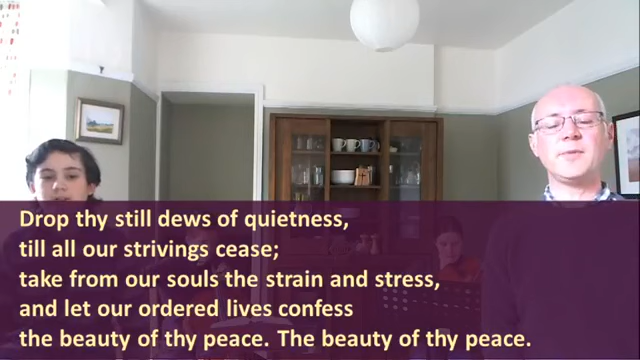 Drop thy still dews of quietness,
till all our strivings cease;
take from our souls the strain and stress,
and let our ordered lives confess
the beauty of thy peace. The beauty of thy peace.